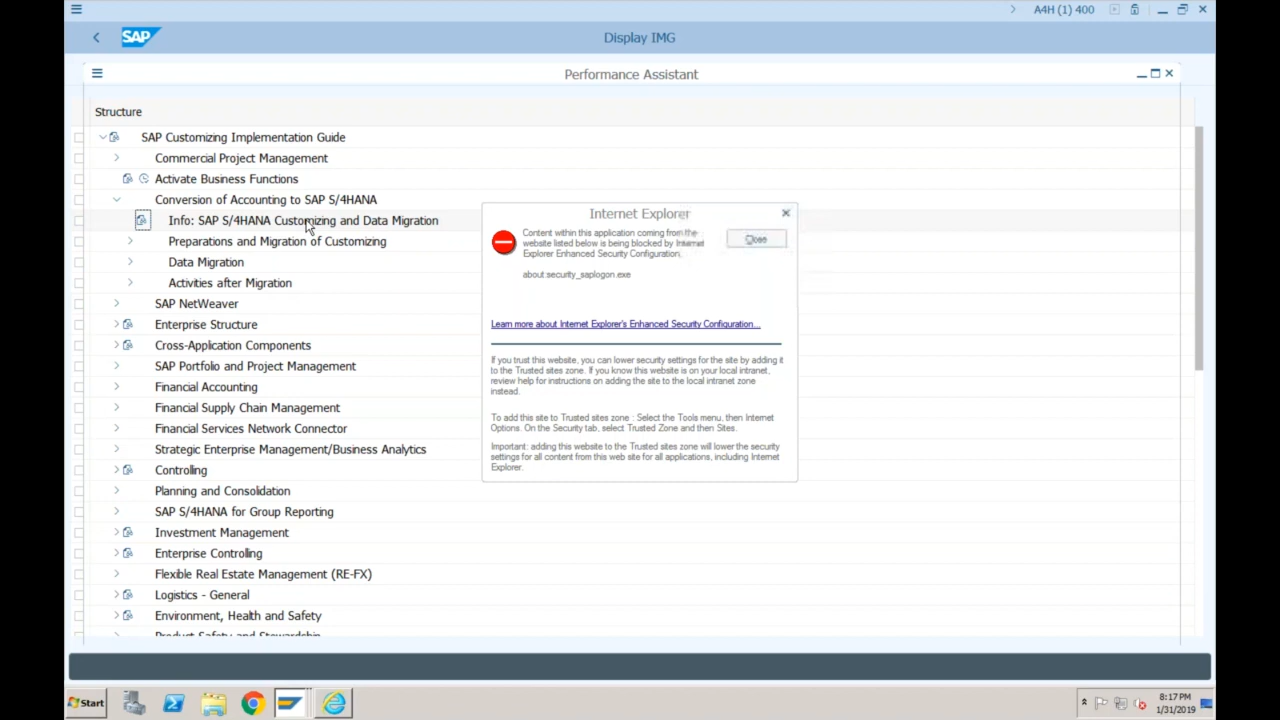 A4H (1) 400
SAP
Display IMG
Performance Assistant
Structure
SAP Customizing Implementation Guide
Commercial Project Management
Activate Business Functions
Conversion of Accounting to SAP S/4HANA
Info: SAP S/4HANA Customizing and Data Migration
Preparations and Migration of Customizing
Data Migration
Activities after Migration
SAP NetWeaver
Enterprise Structure
Cross-Application Components
SAP Portfolio and Project Management
Financial Accounting
Financial Supply Chain Management
Financial Services Network Connector
Strategic Enterprise Management/Business Analytics
Controlling
Planning and Consolidation
SAP S/4HANA for Group Reporting
Investment Management
Enterprise Controlling
Flexible Real Estate Management (RE-FX)
Logistics - General
Environment, Health and Safety
Product Safety and Stewardship
Internet Explorer
Content within this application coming from the
website listed below is being blocked by Internet
Explorer Enhanced Security Configuration.
Close
about:security_saplogon.exe
Learn more about Internet Explorer's Enhanced Security Configuration...
If you trust this website, you can lower security settings for the site by adding it
to the Trusted sites zone. If you know this website is on your local intranet,
review help for instructions on adding the site to the local intranet zone
instead.
To add this site to Trusted sites zone : Select the Tools menu, then Internet
Options. On the Security tab, select Trusted Zone and then Sites.
Important: adding this website to the Trusted sites zone will lower the security
settings for all content from this web site for all applications, including Internet
Explorer.
Start
8:17 PM
1/31/2019